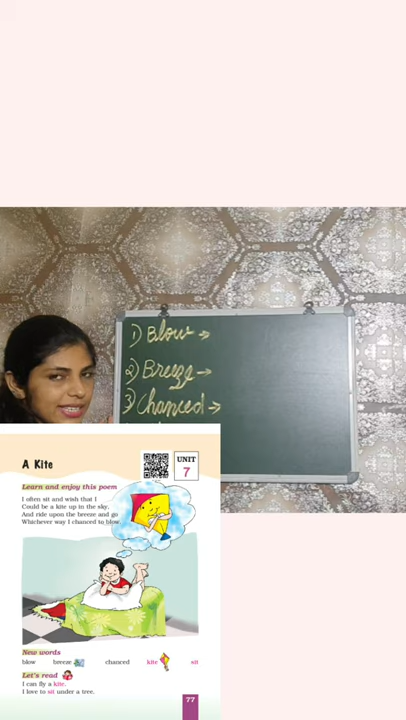 1) Blow →
2) Breeze →
3) Chanced →
A Kite
UNIT
7
Learn and enjoy this poem
I often sit and wish that I
Could be a kite up in the sky,
And ride upon the breeze and go
Whichever way I chanced to blow.
New words
blow breeze chanced kite sit
Let's read
I can fly a kite.
I love to sit under a tree.
77